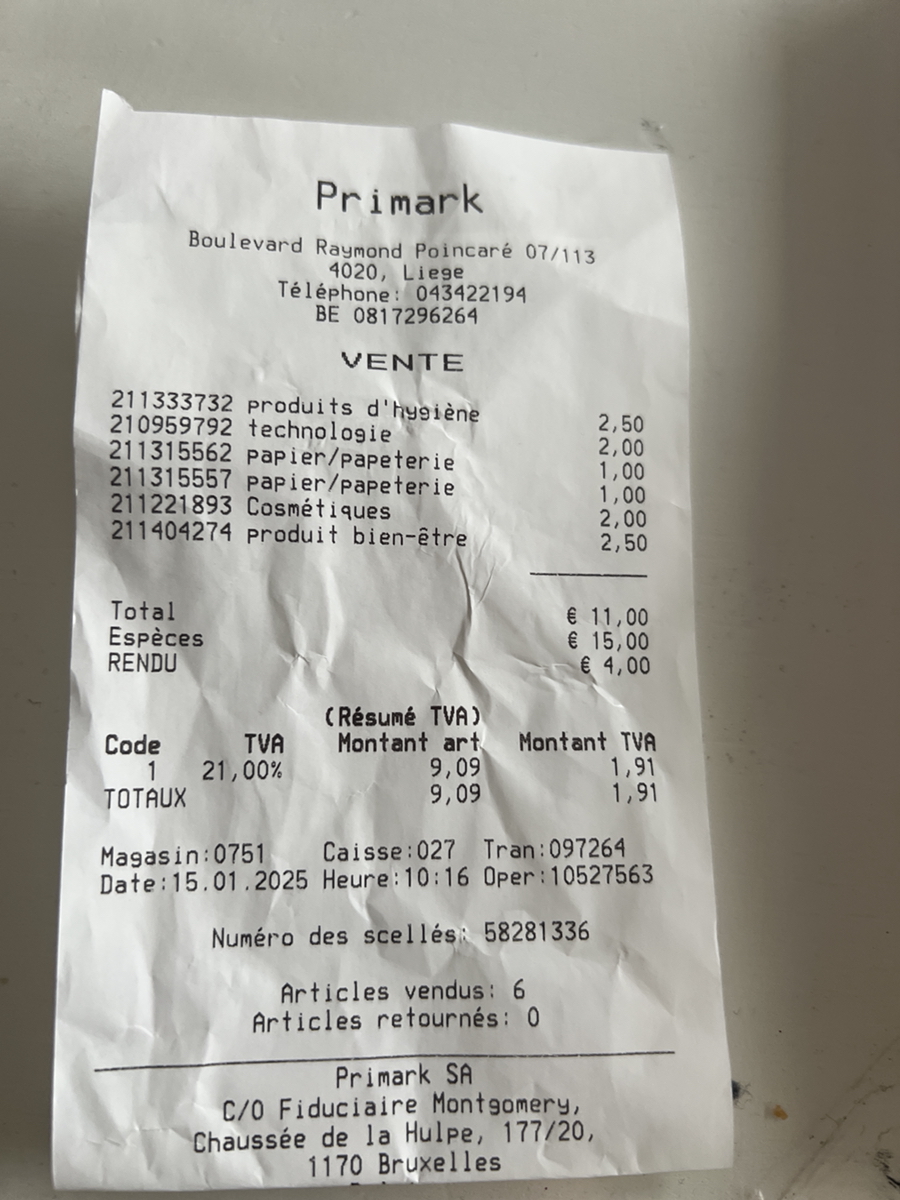 Primark
Boulevard Raymond Poincaré 07/113
4020, Liege
Téléphone: 043422194
BE 0817296264
VENTE
211333732 produits d'hygiène 2,50
210959792 technologie 2,00
211315562 papier/papeterie 1,00
211315557 papier/papeterie 1,00
211221893 Cosmétiques 2,00
211404274 produit bien-être 2,50
Total € 11,00
Espèces € 15,00
RENDU € 4,00
(Résumé TVA)
Code TVA Montant art Montant TVA
1 21,00% 9,09 1,91
TOTAUX 9,09 1,91
Magasin:0751 Caisse:027 Tran:097264
Date:15.01.2025 Heure:10:16 Oper:10527563
Numéro des scellés: 58281336
Articles vendus: 6
Articles retournés: 0
Primark SA
C/O Fiduciaire Montgomery,
Chaussée de la Hulpe, 177/20,
1170 Bruxelles